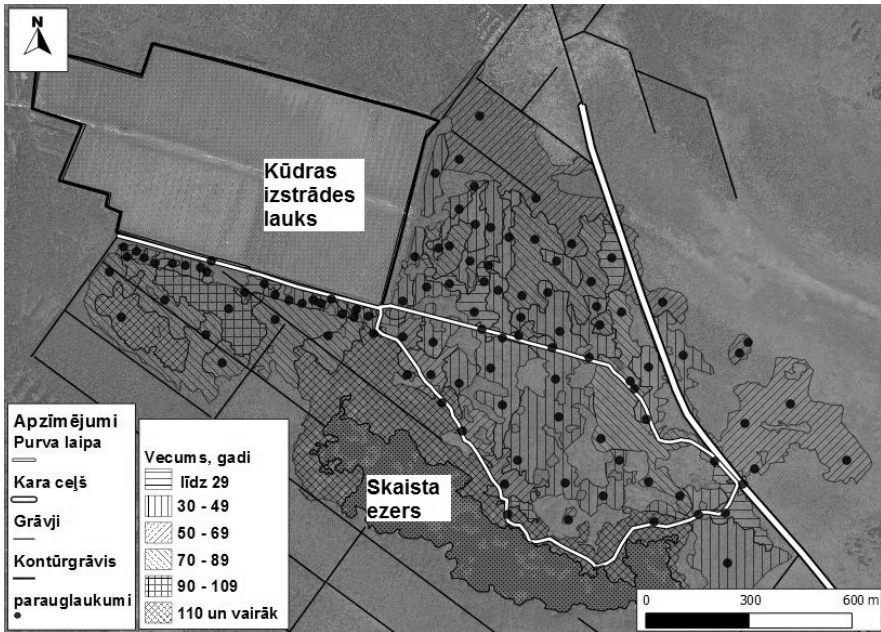 N
Kūdras
izstrādes
lauks
Skaista
ezers
Apzīmējumi
Purva laipa
Kara ceļš
Grāvji
Kontūrgrāvis
parauglaukumi
Vecums, gadi
līdz 29
30 - 49
50 - 69
70 - 89
90 - 109
110 un vairāk
0 300 600 m